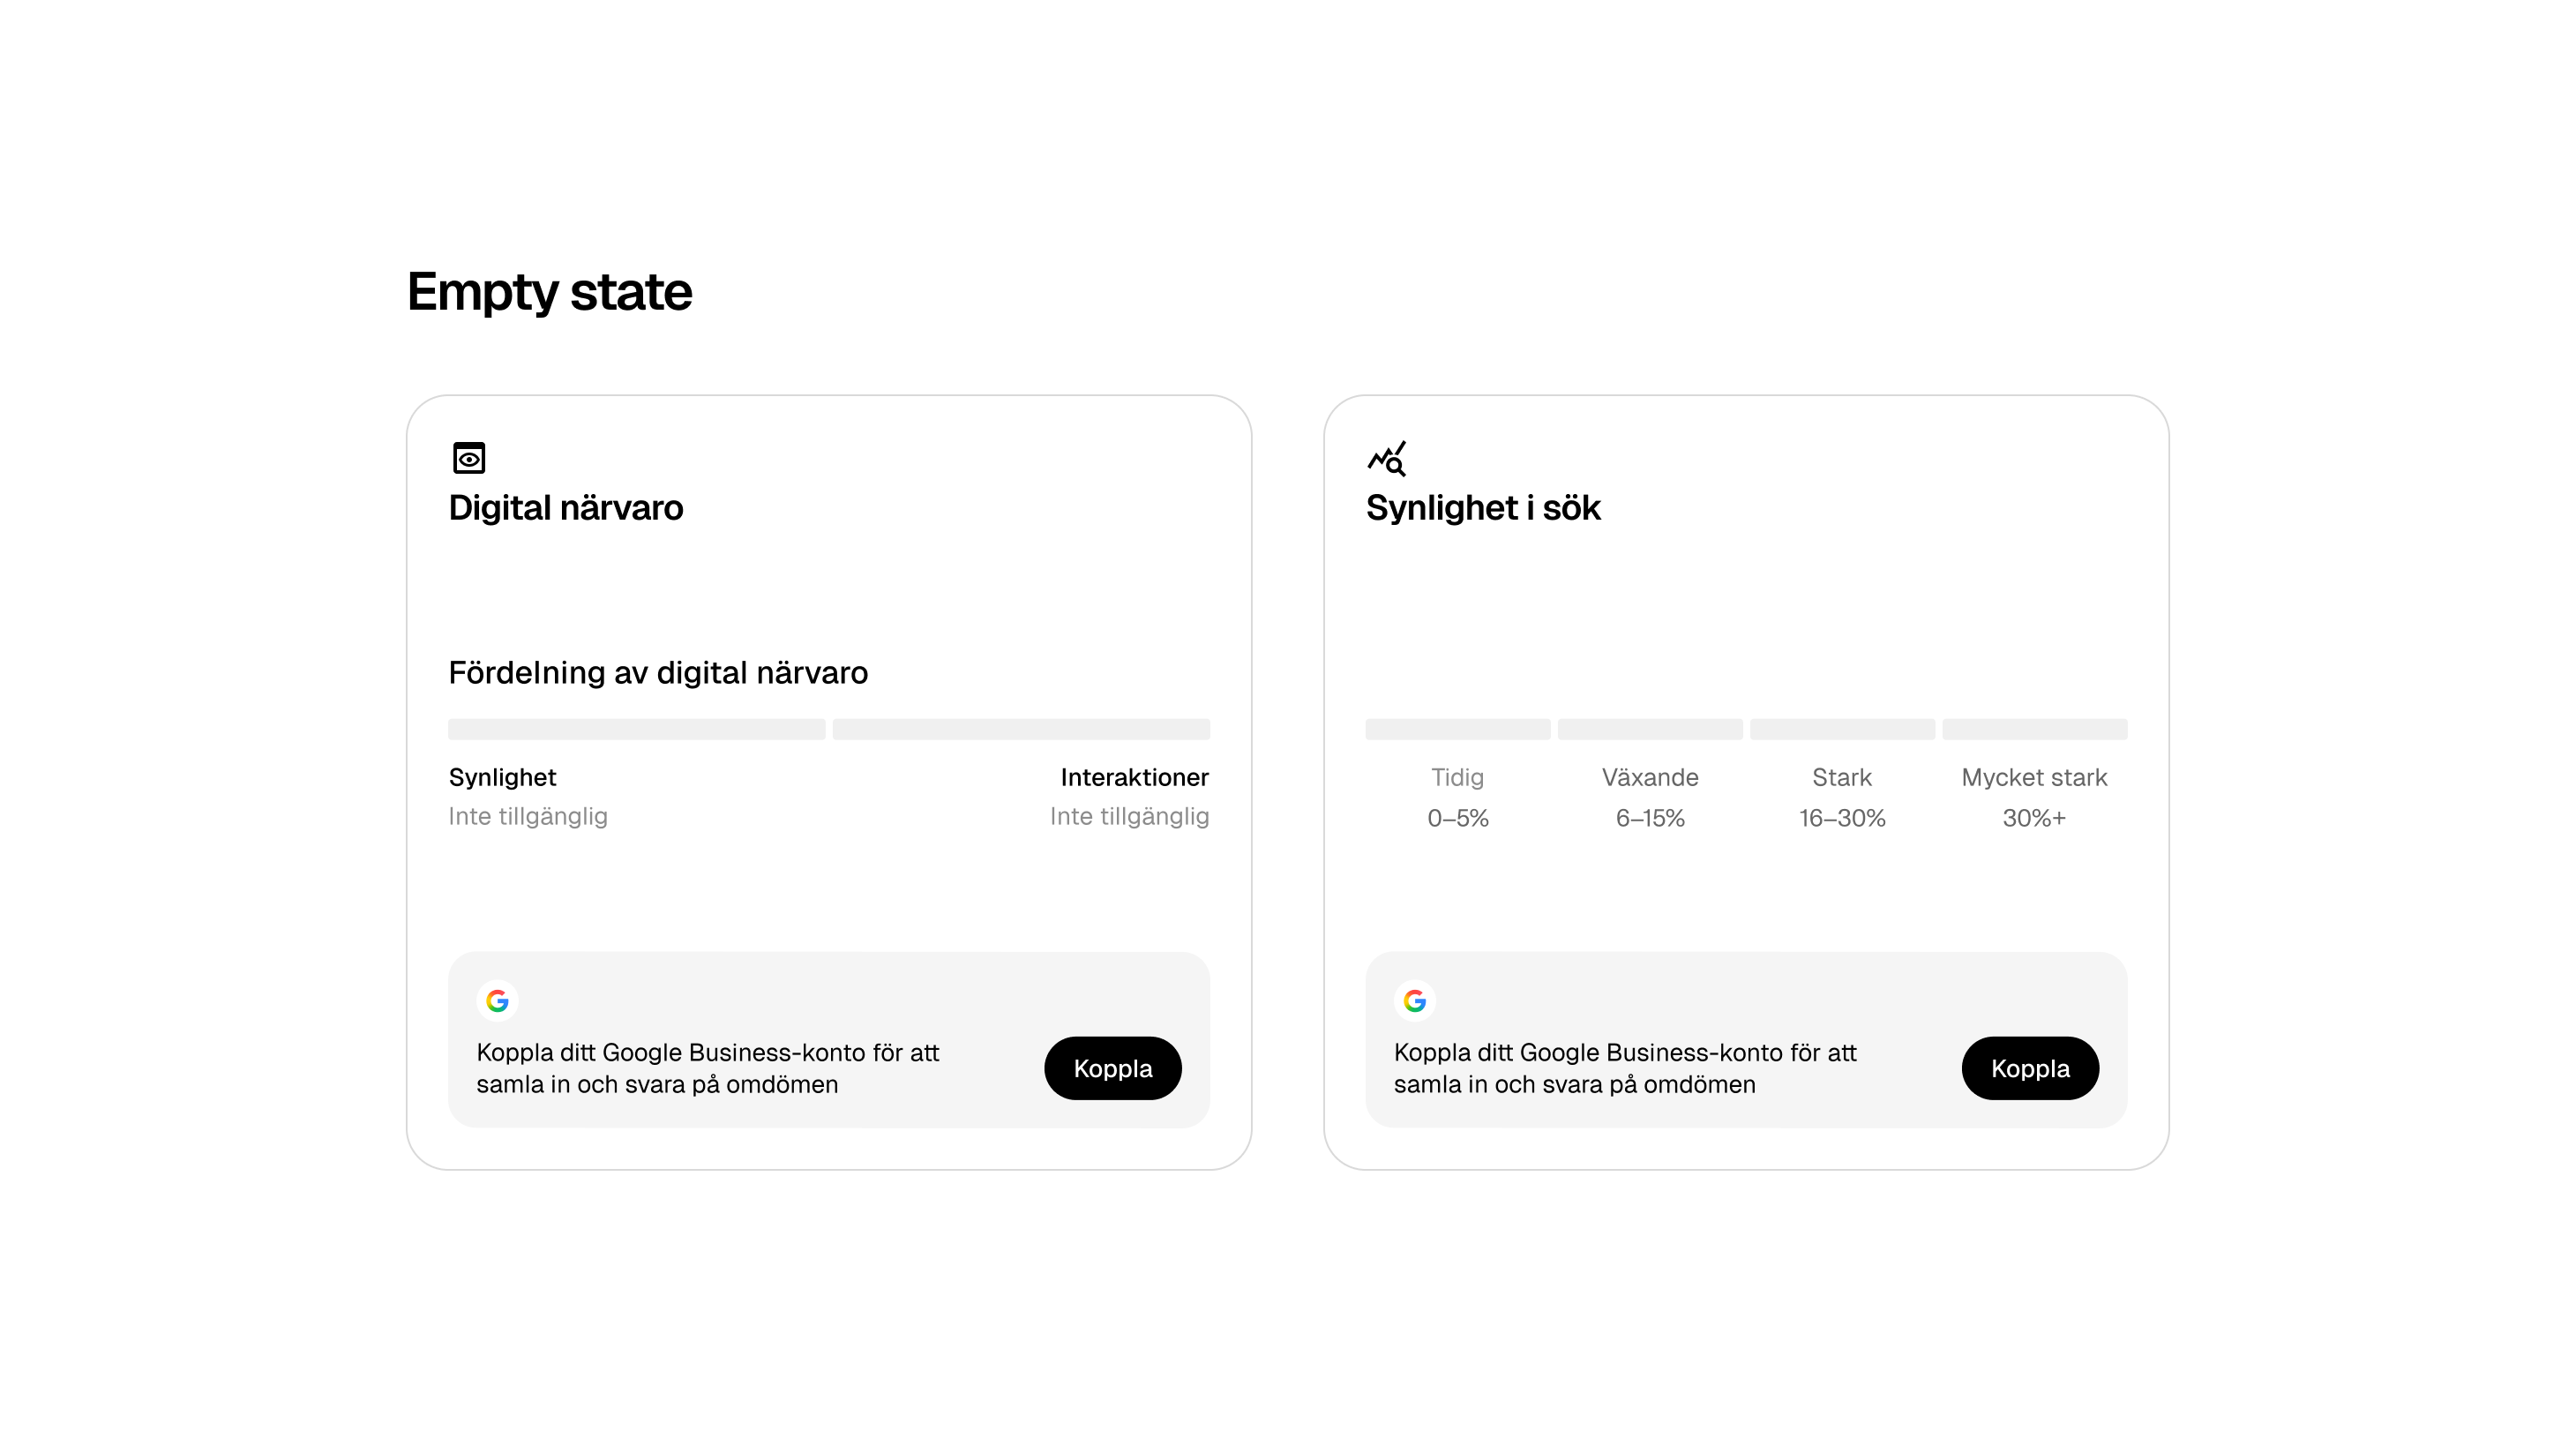 Empty state
Digital närvaro
Fördelning av digital närvaro
Synlighet
Interaktioner
Inte tillgänglig
Inte tillgänglig
Koppla ditt Google Business-konto för att
samla in och svara på omdömen
Koppla
Synlighet i sök
Tidig
Växande
Stark
Mycket stark
0–5%
6–15%
16–30%
30%+
Koppla ditt Google Business-konto för att
samla in och svara på omdömen
Koppla